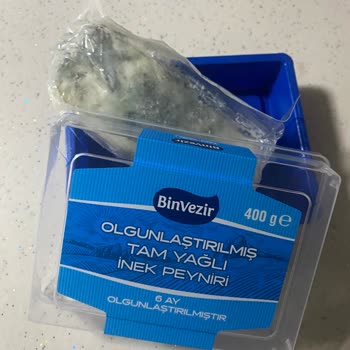 BinVezir
400 g e
OLGUNLAŞTIRILMIŞ
TAM YAĞLI
İNEK PEYNİRİ
6 AY
OLGUNLAŞTIRILMIŞTIR